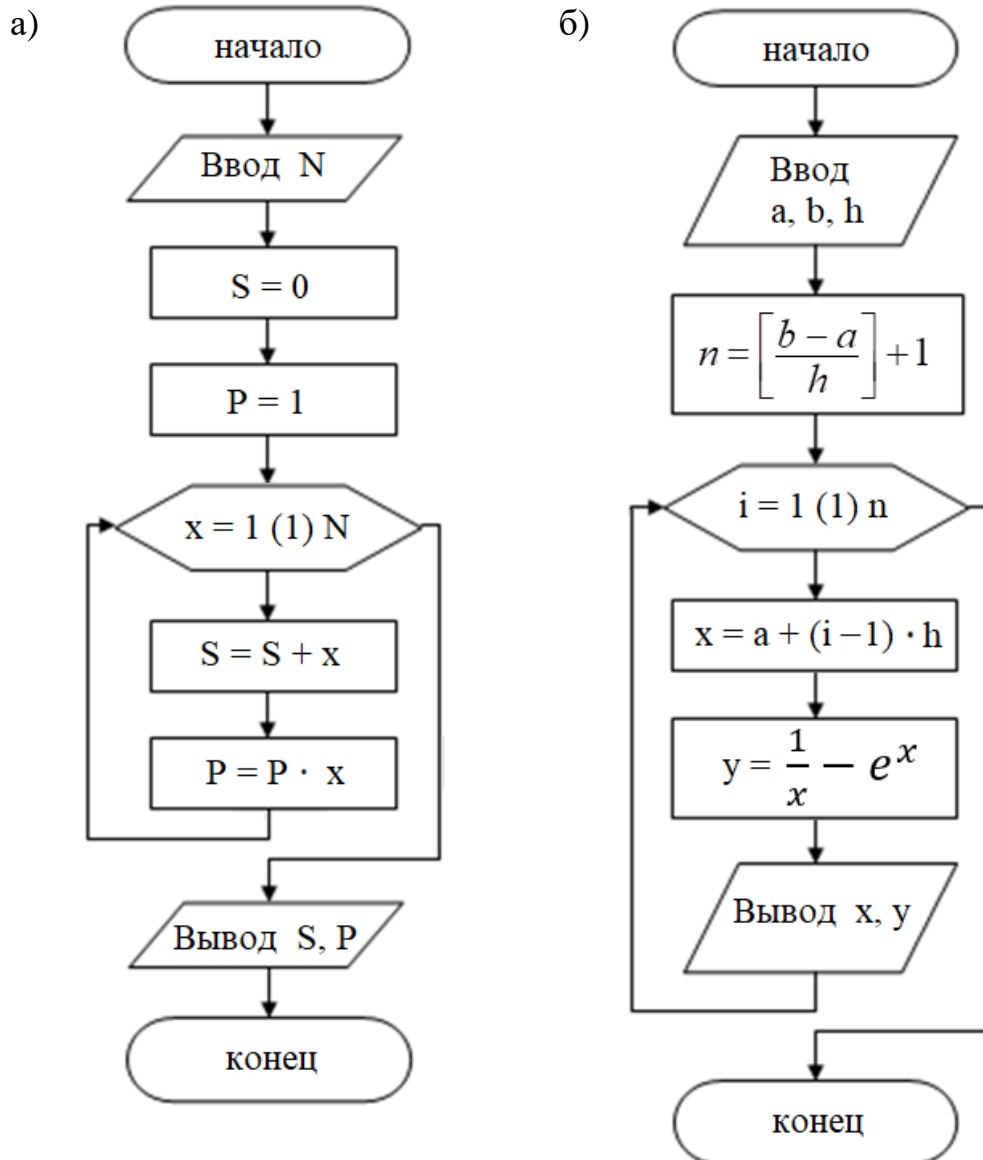 а)
начало
Ввод N
S = 0
P = 1
x = 1 (1) N
S = S + x
P = P · x
Вывод S, P
конец
б)
начало
Ввод
a, b, h
n = [(b − a)/h] + 1
i = 1 (1) n
x = a + (i – 1) · h
y = 1/x − e^x
Вывод x, y
конец